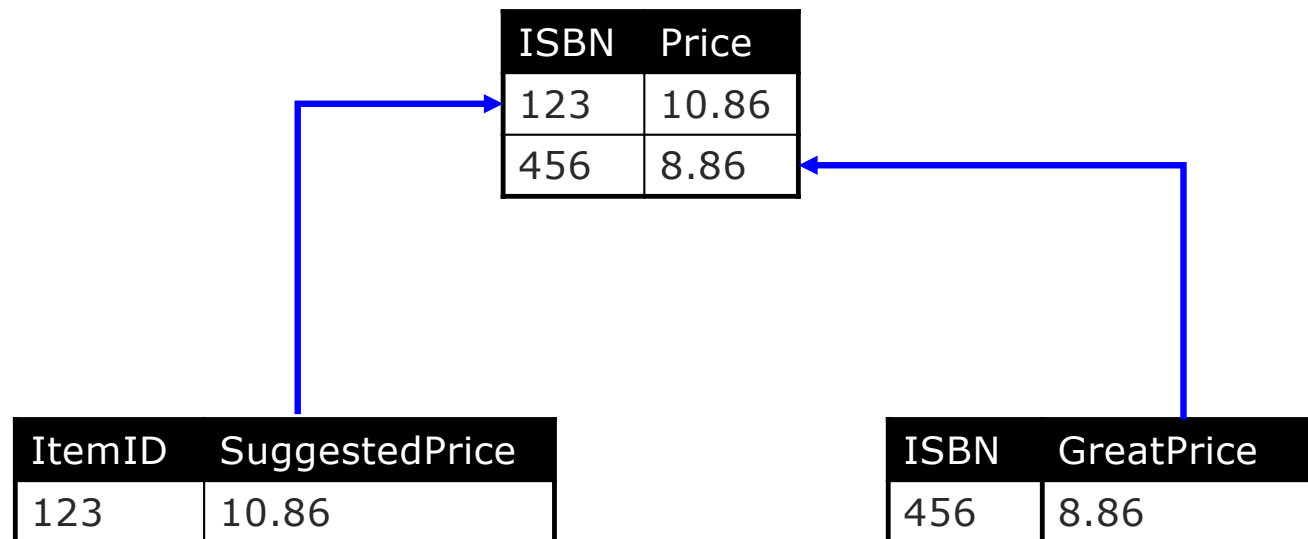 ISBN Price
123 10.86
456 8.86
ItemID SuggestedPrice
123 10.86
ISBN GreatPrice
456 8.86